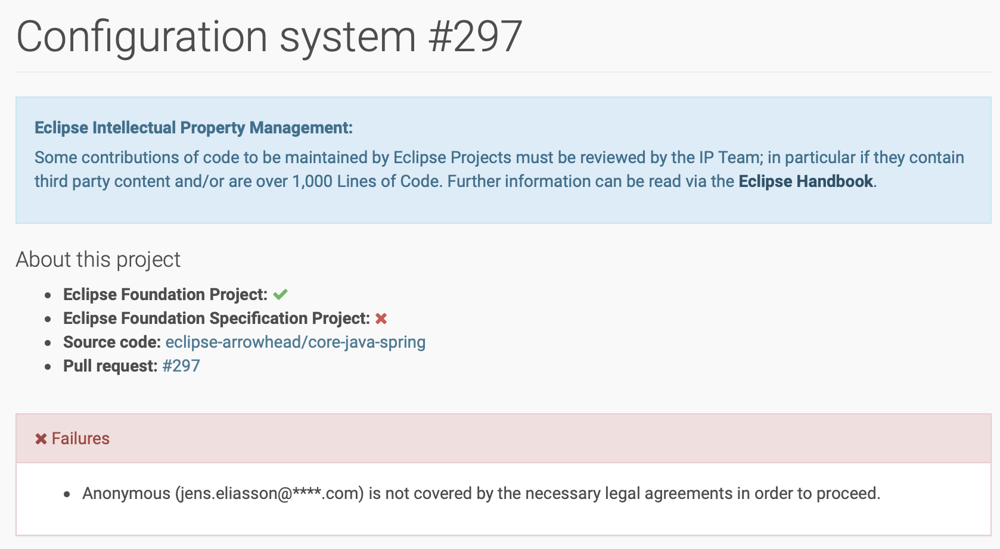 Configuration system #297
Eclipse Intellectual Property Management:
Some contributions of code to be maintained by Eclipse Projects must be reviewed by the IP Team; in particular if they contain
third party content and/or are over 1,000 Lines of Code. Further information can be read via the Eclipse Handbook.
About this project
Eclipse Foundation Project:
Eclipse Foundation Specification Project:
Source code: eclipse-arrowhead/core-java-spring
Pull request: #297
Failures
Anonymous (jens.eliasson@****.com) is not covered by the necessary legal agreements in order to proceed.